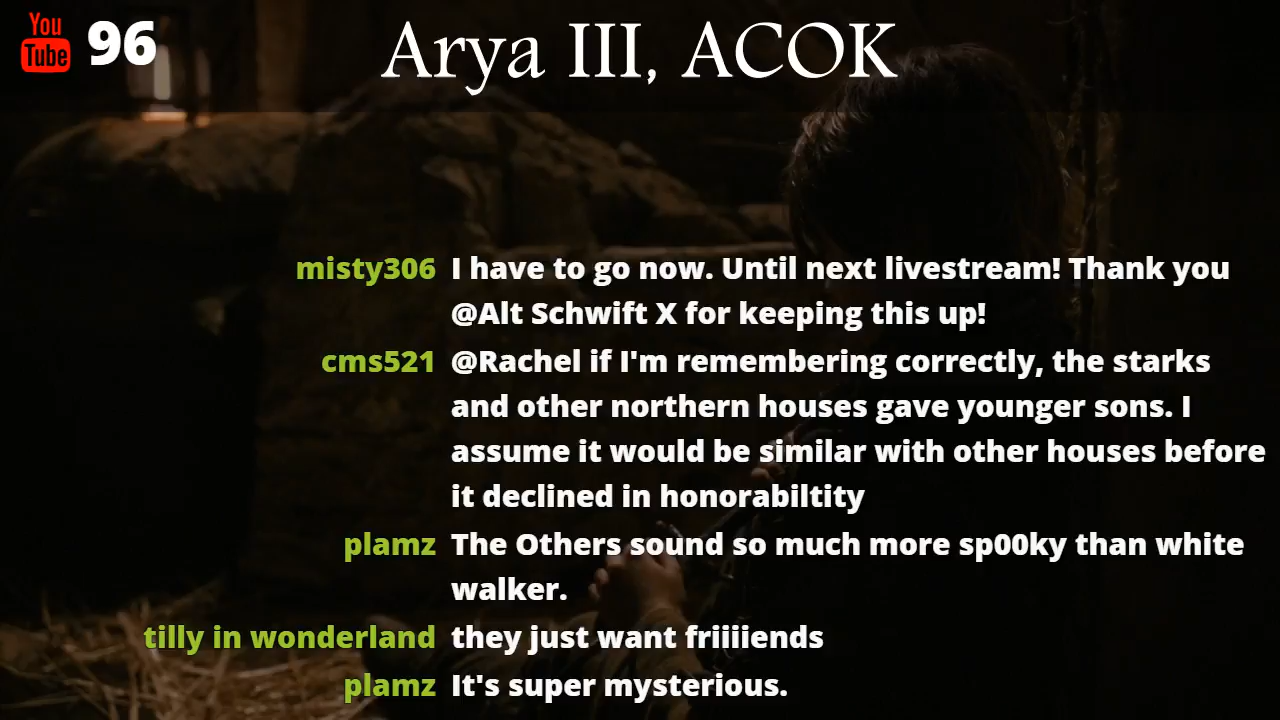 You
Tube
96
Arya III, ACOK
misty306 I have to go now. Until next livestream! Thank you
@Alt Schwift X for keeping this up!
cms521 @Rachel if I'm remembering correctly, the starks
and other northern houses gave younger sons. I
assume it would be similar with other houses before
it declined in honorabiltity
plamz The Others sound so much more sp00ky than white
walker.
tilly in wonderland they just want friiiiends
plamz It's super mysterious.